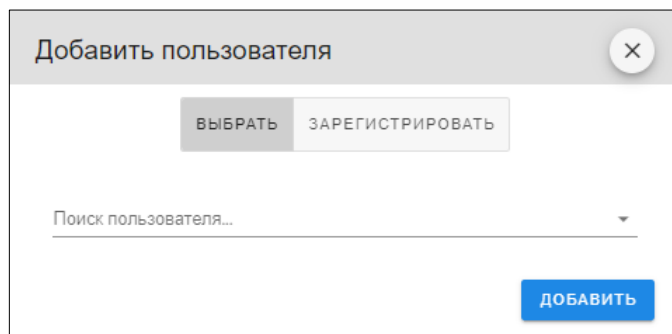 Добавить пользователя
ВЫБРАТЬ ЗАРЕГИСТРИРОВАТЬ
Поиск пользователя...
ДОБАВИТЬ